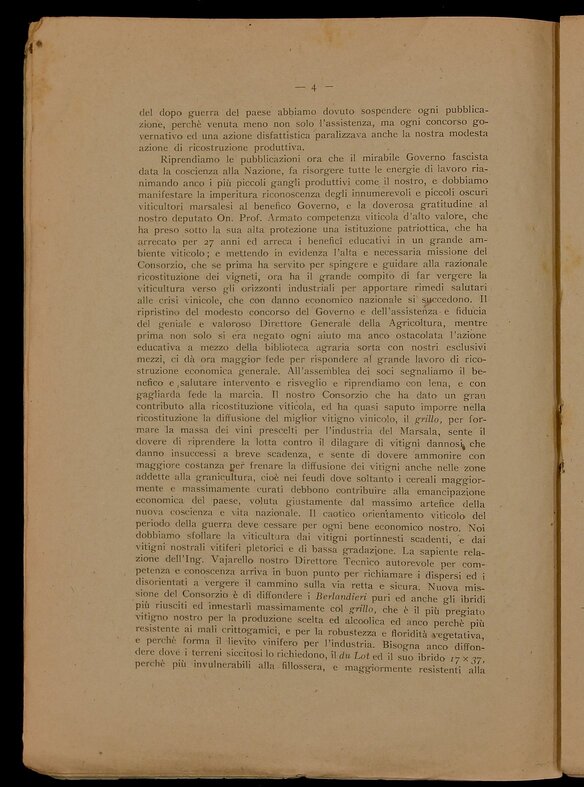 — 4 —
del dopo guerra del paese abbiamo dovuto sospendere ogni pubblica-
zione, perchè venuta meno non solo l'assistenza, ma ogni concorso go-
vernativo ed una azione disfattistica paralizzava anche la nostra modesta
azione di ricostruzione produttiva.
Riprendiamo le pubblicazioni ora che il mirabile Governo fascista
data la coscienza alla Nazione, fa risorgere tutte le energie di lavoro ria-
nimando anco i più piccoli gangli produttivi come il nostro, e dobbiamo
manifestare la imperitura riconoscenza degli innumerevoli e piccoli oscuri
viticultori marsalesi al benefico Governo, e la doverosa gratitudine al
nostro deputato On. Prof. Armato competenza viticola d'alto valore, che
ha preso sotto la sua alta protezione una istituzione patriottica, che ha
arrecato per 27 anni ed arreca i benefici educativi in un grande am-
biente viticolo; e mettendo in evidenza l'alta e necessaria missione del
Consorzio, che se prima ha servito per spingere e guidare alla razionale
ricostituzione dei vigneti, ora ha il grande compito di far vergere la
viticultura verso gli orizzonti industriali per apportare rimedi salutari
alle crisi vinicole, che con danno economico nazionale si succedono. Il
ripristino del modesto concorso del Governo e dell'assistenza e fiducia
del geniale e valoroso Direttore Generale della Agricoltura, mentre
prima non solo si era negato ogni aiuto ma anco ostacolata l'azione
educativa a mezzo della biblioteca agraria sorta con nostri esclusivi
mezzi, ci dà ora maggior fede per rispondere al grande lavoro di rico-
struzione economica generale. All'assemblea dei soci segnaliamo il be-
nefico e salutare intervento e risveglio e riprendiamo con lena, e con
gagliarda fede la marcia. Il nostro Consorzio che ha dato un gran
contributo alla ricostituzione viticola, ed ha quasi saputo imporre nella
ricostituzione la diffusione del miglior vitigno vinicolo, il grillo, per for-
mare la massa dei vini prescelti per l'industria del Marsala, sente il
dovere di riprendere la lotta contro il dilagare di vitigni dannosi, che
danno insuccessi a breve scadenza, e sente di dovere ammonire con
maggiore costanza per frenare la diffusione dei vitigni anche nelle zone
addette alla granicultura, cioè nei feudi dove soltanto i cereali maggior-
mente e massimamente curati debbono contribuire alla emancipazione
economica del paese, voluta giustamente dal massimo artefice della
nuova coscienza e vita nazionale. Il caotico orientamento viticolo del
periodo della guerra deve cessare per ogni bene economico nostro. Noi
dobbiamo sfollare la viticultura dai vitigni portinnesti scadenti, e dai
vitigni nostrali vitiferi pletorici e di bassa gradazione. La sapiente rela-
zione dell'Ing. Vajarello nostro Direttore Tecnico autorevole per com-
petenza e conoscenza arriva in buon punto per richiamare i dispersi ed i
disorientati a vergere il cammino sulla via retta e sicura. Nuova mis-
sione del Consorzio è di diffondere i Berlandieri puri ed anche gli ibridi
più riusciti ed innestarli massimamente col grillo, che è il più pregiato
vitigno nostro per la produzione scelta ed alcoolica ed anco perchè più
resistente ai mali crittogamici, e per la robustezza e floridità vegetativa,
e perchè forma il lievito vinifero per l'industria. Bisogna anco diffon-
dere dove i terreni siccitosi lo richiedono, il du Lot ed il suo ibrido 17 × 37,
perchè più invulnerabili alla fillossera, e maggiormente resistenti alla